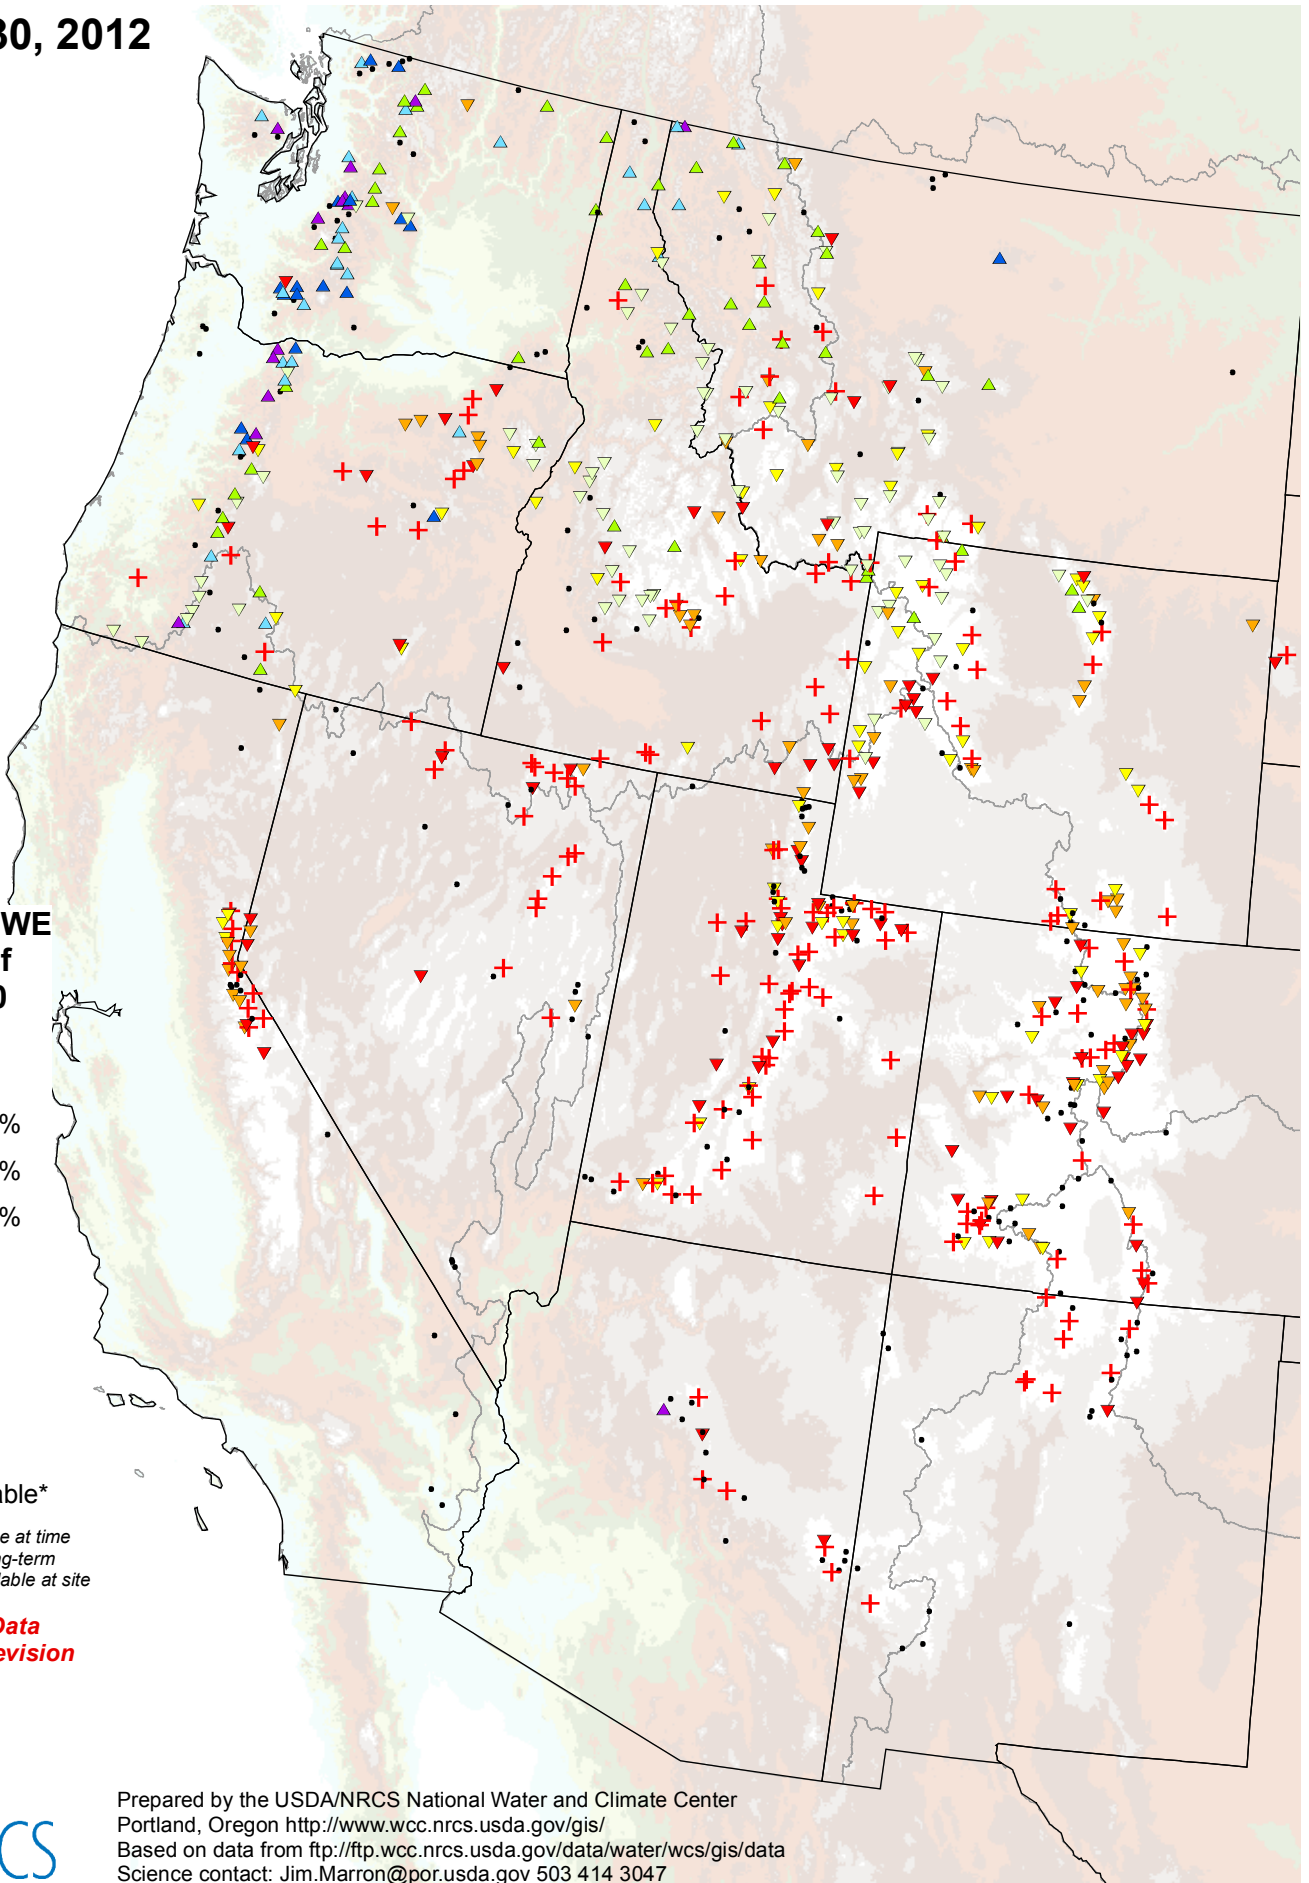 30, 2012
WE
f
0
%
%
%
able*
e at time
ng-term
lable at site
Data
evision
CS
Prepared by the USDA/NRCS National Water and Climate Center
Portland, Oregon http://www.wcc.nrcs.usda.gov/gis/
Based on data from ftp://ftp.wcc.nrcs.usda.gov/data/water/wcs/gis/data
Science contact: Jim.Marron@por.usda.gov 503 414 3047